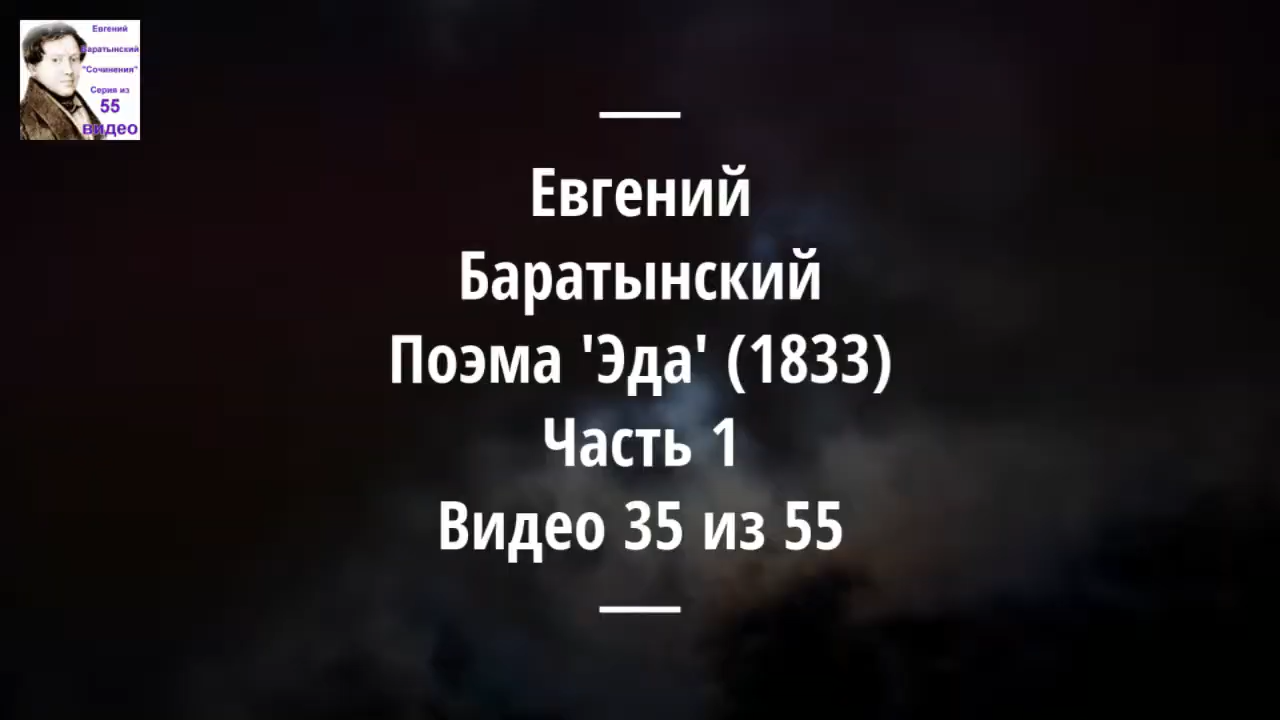 Евгений
Баратынский
"Сочинения"
Серия из
55
видео
Евгений
Баратынский
Поэма 'Эда' (1833)
Часть 1
Видео 35 из 55